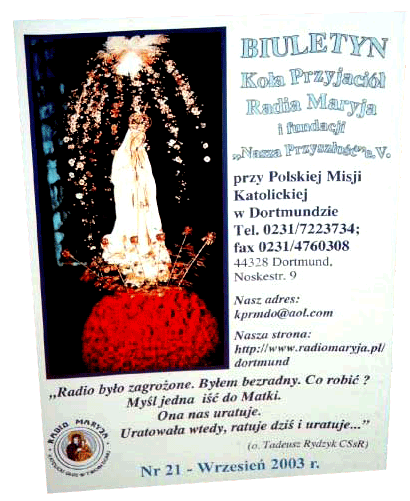 BIULETYN
Koła Przyjaciół
Radia Maryja
i fundacji
„Nasza Przyszłość” e.V.
przy Polskiej Misji
Katolickiej
w Dortmundzie
Tel. 0231/7223734;
fax 0231/4760308
44328 Dortmund,
Noskestr. 9
Nasz adres:
kprmdo@aol.com
Nasza strona:
http://www.radiomaryja.pl/
dortmund
„Radio było zagrożone. Byłem bezradny. Co robić ?
Myśl jedna iść do Matki.
Ona nas uratuje.
Uratowała wtedy, ratuje dziś i uratuje...”
(o. Tadeusz Rydzyk CSsR)
RADIO MARYJA
Nr 21 - Wrzesień 2003 r.